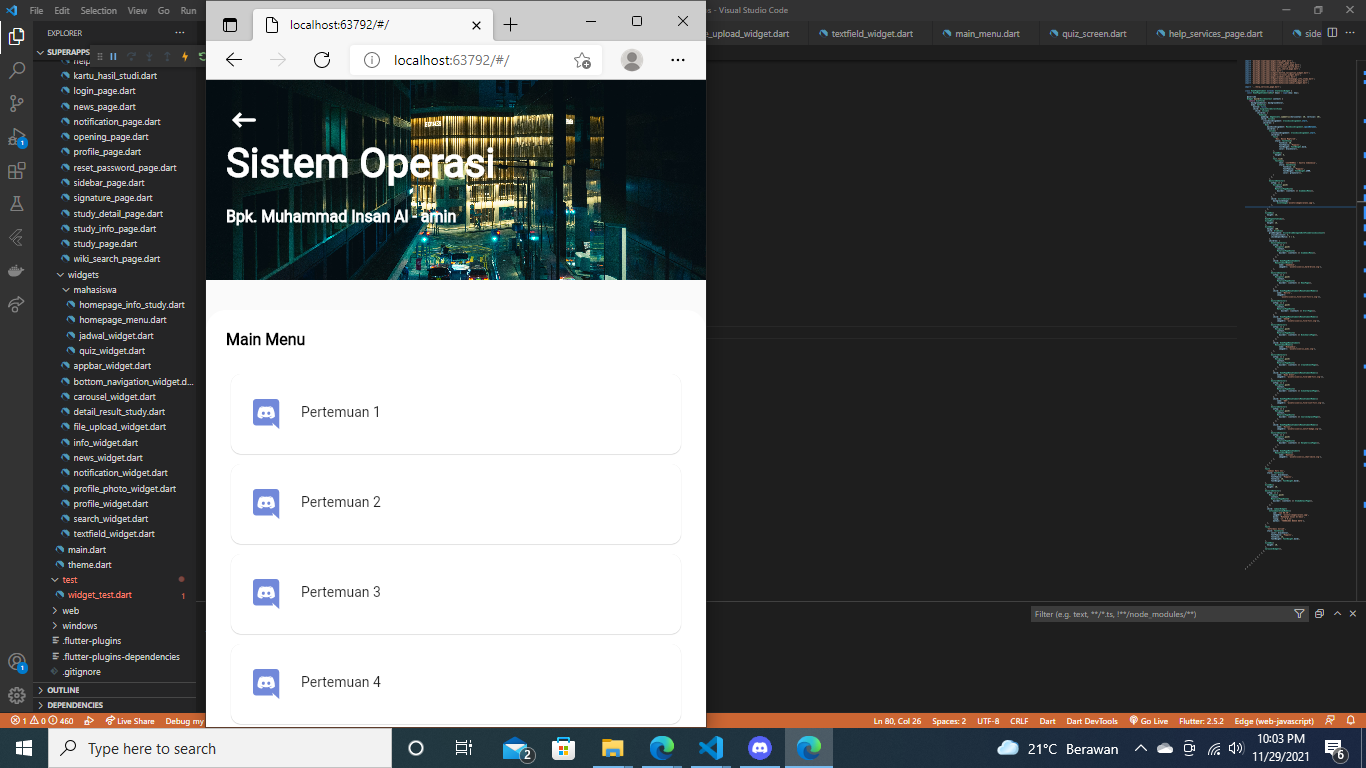 File Edit Selection View Go Run
- Visual Studio Code
localhost:63792/#/
localhost:63792/#/
EXPLORER
SUPERAPPS
kartu_hasil_studi.dart
login_page.dart
news_page.dart
notification_page.dart
opening_page.dart
profile_page.dart
reset_password_page.dart
sidebar_page.dart
signature_page.dart
study_detail_page.dart
study_info_page.dart
study_page.dart
wiki_search_page.dart
widgets
mahasiswa
homepage_info_study.dart
homepage_menu.dart
jadwal_widget.dart
quiz_widget.dart
appbar_widget.dart
bottom_navigation_widget.d...
carousel_widget.dart
detail_result_study.dart
file_upload_widget.dart
info_widget.dart
news_widget.dart
notification_widget.dart
profile_photo_widget.dart
profile_widget.dart
search_widget.dart
textfield_widget.dart
main.dart
theme.dart
test
widget_test.dart 1
web
windows
.flutter-plugins
.flutter-plugins-dependencies
.gitignore
OUTLINE
DEPENDENCIES
e_upload_widget.dart textfield_widget.dart main_menu.dart quiz_screen.dart help_services_page.dart side
Sistem Operasi
Bpk. Muhammad Insan Al - amin
Main Menu
Pertemuan 1
Pertemuan 2
Pertemuan 3
Pertemuan 4
Filter (e.g. text, **/*.ts, !**/node_modules/**)
1 0 460 Live Share Debug my
Ln 80, Col 26 Spaces: 2 UTF-8 CRLF Dart Dart DevTools Go Live Flutter: 2.5.2 Edge (web-javascript)
Type here to search
2
21°C Berawan
10:03 PM
11/29/2021
6